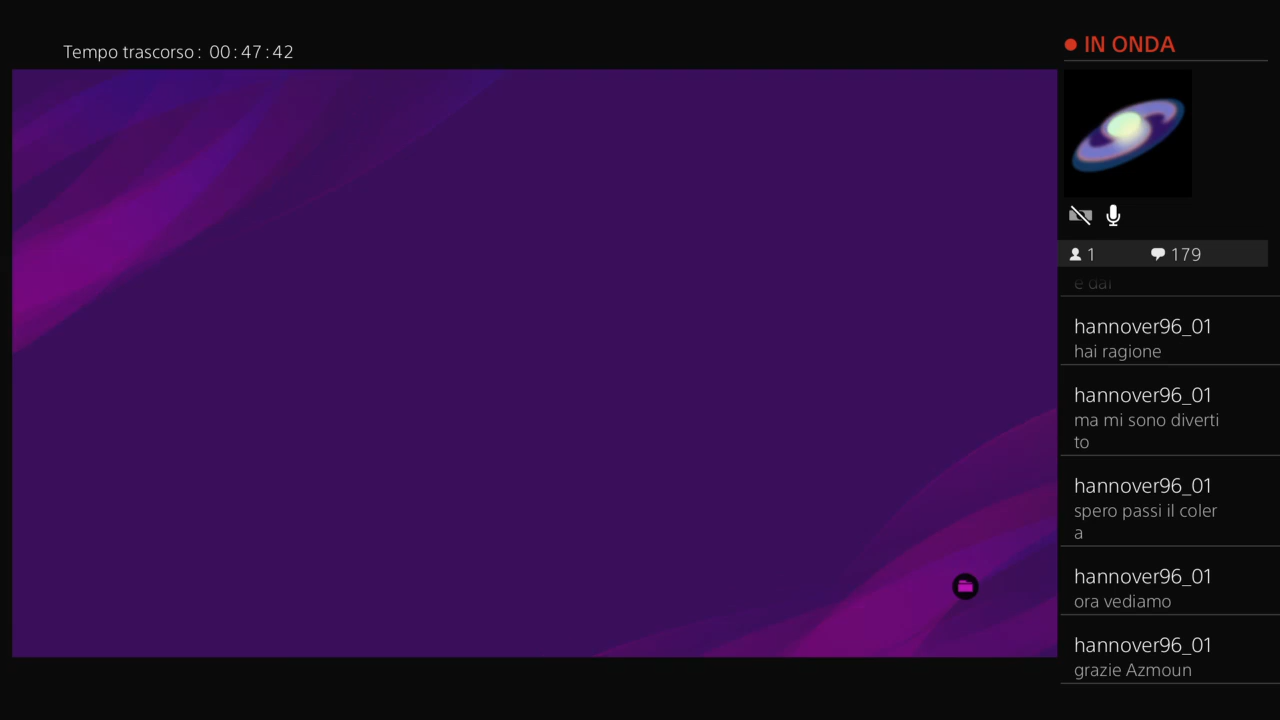 Tempo trascorso: 00:47:42
IN ONDA
1
179
e dai
hannover96_01
hai ragione
hannover96_01
ma mi sono diverti
to
hannover96_01
spero passi il coler
a
hannover96_01
ora vediamo
hannover96_01
grazie Azmoun